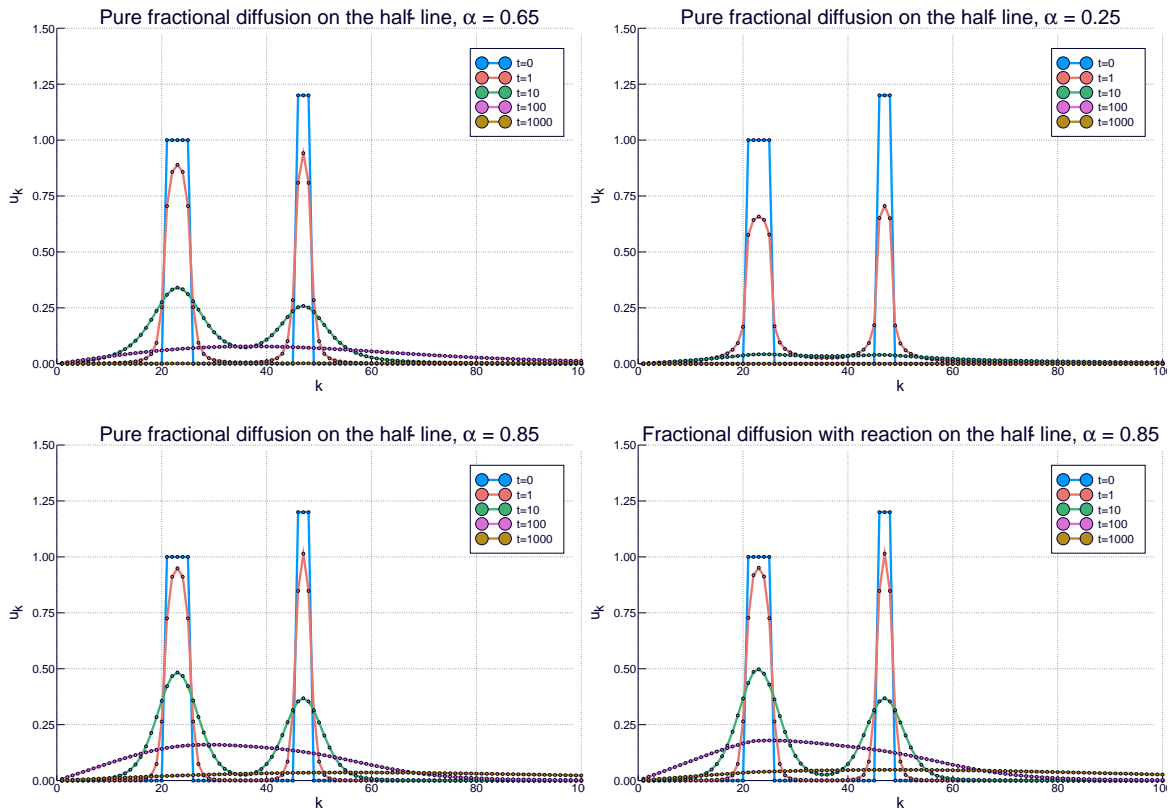 Pure fractional diffusion on the half- line, α = 0.65
1.50
1.25
1.00
0.75
0.50
0.25
0.00
0
20
40
60
80
100
u_k
k
t=0
t=1
t=10
t=100
t=1000
Pure fractional diffusion on the half- line, α = 0.25
1.50
1.25
1.00
0.75
0.50
0.25
0.00
0
20
40
60
80
100
u_k
k
t=0
t=1
t=10
t=100
t=1000
Pure fractional diffusion on the half- line, α = 0.85
1.50
1.25
1.00
0.75
0.50
0.25
0.00
0
20
40
60
80
100
u_k
k
t=0
t=1
t=10
t=100
t=1000
Fractional diffusion with reaction on the half- line, α = 0.85
1.50
1.25
1.00
0.75
0.50
0.25
0.00
0
20
40
60
80
100
u_k
k
t=0
t=1
t=10
t=100
t=1000